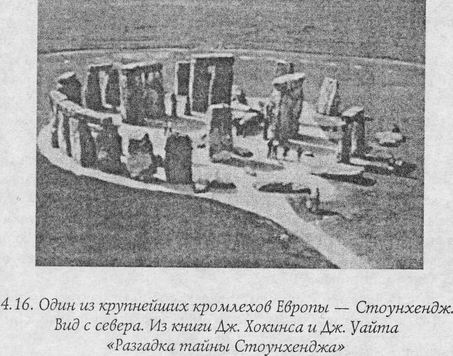 4.16. Один из крупнейших кромлехов Европы — Стоунхендж.
Вид с севера. Из книги Дж. Хокинса и Дж. Уайта
«Разгадка тайны Стоунхенджа»